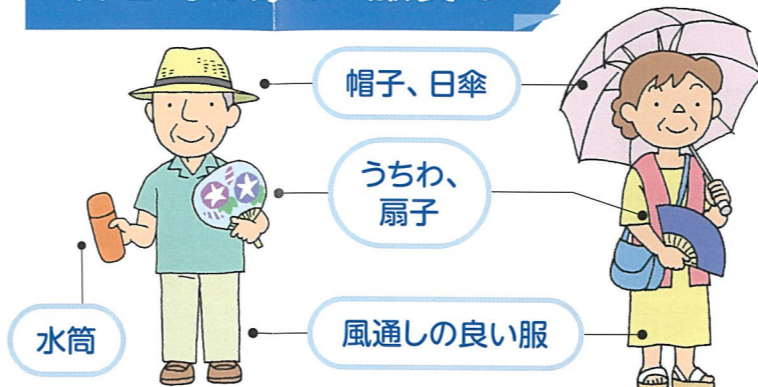 帽子、日傘
うちわ、
扇子
水筒
風通しの良い服